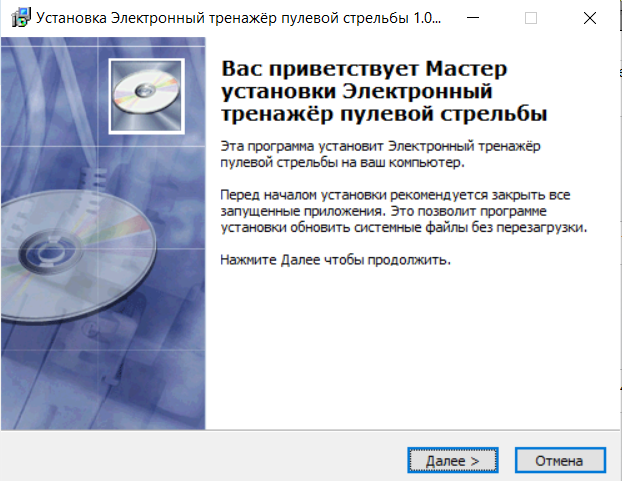 Установка Электронный тренажёр пулевой стрельбы 1.0...
Вас приветствует Мастер
установки Электронный
тренажёр пулевой стрельбы
Эта программа установит Электронный тренажёр
пулевой стрельбы на ваш компьютер.
Перед началом установки рекомендуется закрыть все
запущенные приложения. Это позволит программе
установки обновить системные файлы без перезагрузки.
Нажмите Далее чтобы продолжить.
Далее >
Отмена